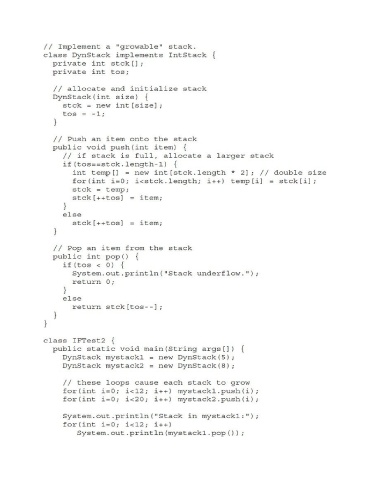 // Implement a "growable" stack.
class DynStack implements IntStack {
private int stck[];
private int tos;
// allocate and initialize stack
DynStack(int size) {
stck = new int[size];
tos = -1;
}
// Push an item onto the stack
public void push(int item) {
// if stack is full, allocate a larger stack
if(tos==stck.length-1) {
int temp[] = new int[stck.length * 2]; // double size
for(int i=0; i<stck.length; i++) temp[i] = stck[i];
stck = temp;
stck[++tos] = item;
}
else
stck[++tos] = item;
}
// Pop an item from the stack
public int pop() {
if(tos < 0) {
System.out.println("Stack underflow.");
return 0;
}
else
return stck[tos--];
}
}
class IFTest2 {
public static void main(String args[]) {
DynStack mystack1 = new DynStack(5);
DynStack mystack2 = new DynStack(8);
// these loops cause each stack to grow
for(int i=0; i<12; i++) mystack1.push(i);
for(int i=0; i<20; i++) mystack2.push(i);
System.out.println("Stack in mystack1:");
for(int i=0; i<12; i++)
System.out.println(mystack1.pop());